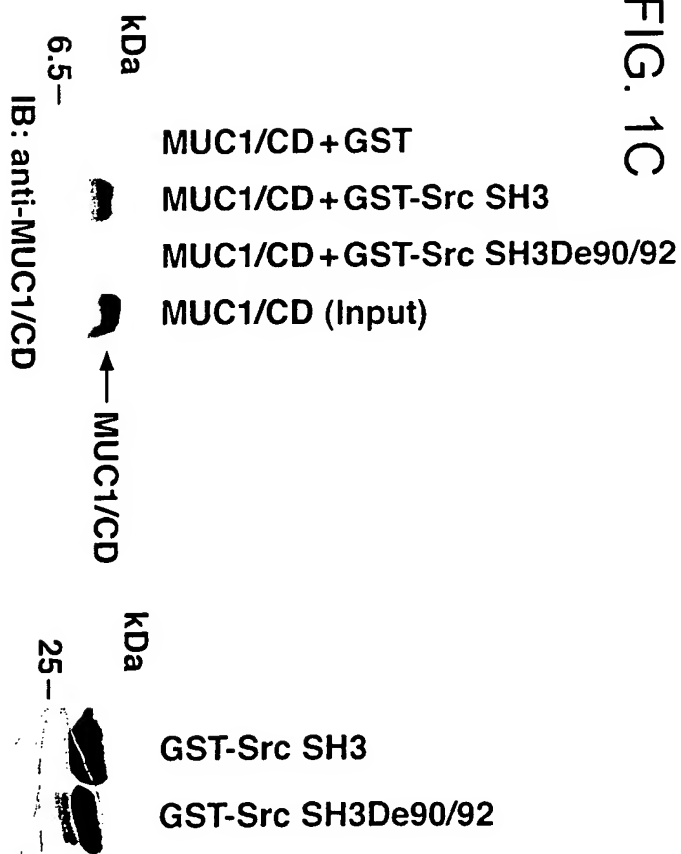 FIG. 1C
MUC1/CD+GST
MUC1/CD+GST-Src SH3
MUC1/CD+GST-Src SH3De90/92
MUC1/CD (Input)
kDa
6.5–
← MUC1/CD
IB: anti-MUC1/CD
GST-Src SH3
GST-Src SH3De90/92
kDa
25–